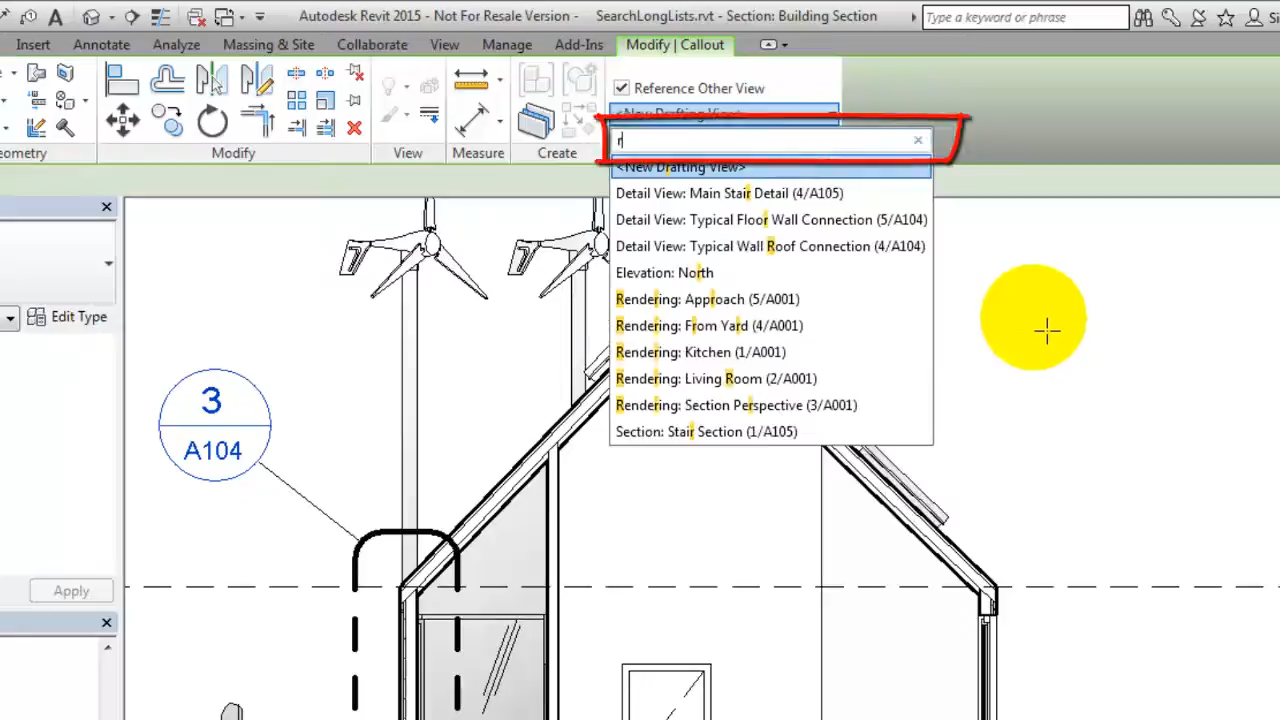 Autodesk Revit 2015 - Not For Resale Version - SearchLongLists.rvt - Section: Building Section
Type a keyword or phrase
Insert Annotate Analyze Massing & Site Collaborate View Manage Add-Ins Modify | Callout
Reference Other View
<New Drafting View>
eometry Modify View Measure Create
r
<New Drafting View>
Detail View: Main Stair Detail (4/A105)
Detail View: Typical Floor Wall Connection (5/A104)
Detail View: Typical Wall Roof Connection (4/A104)
Elevation: North
Rendering: Approach (5/A001)
Rendering: From Yard (4/A001)
Rendering: Kitchen (1/A001)
Rendering: Living Room (2/A001)
Rendering: Section Perspective (3/A001)
Section: Stair Section (1/A105)
Edit Type
3
A104
Apply